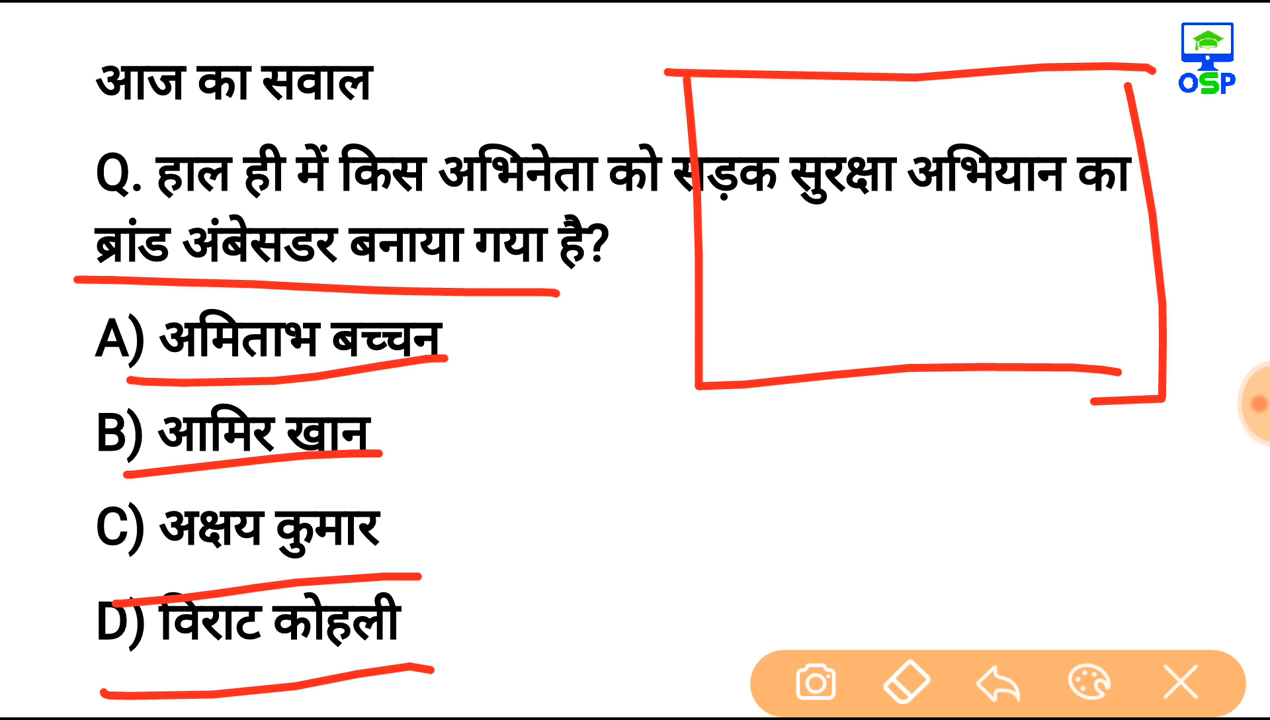 आज का सवाल
Q. हाल ही में किस अभिनेता को सड़क सुरक्षा अभियान का
ब्रांड अंबेसडर बनाया गया है?
A) अमिताभ बच्चन
B) आमिर खान
C) अक्षय कुमार
D) विराट कोहली
OSP